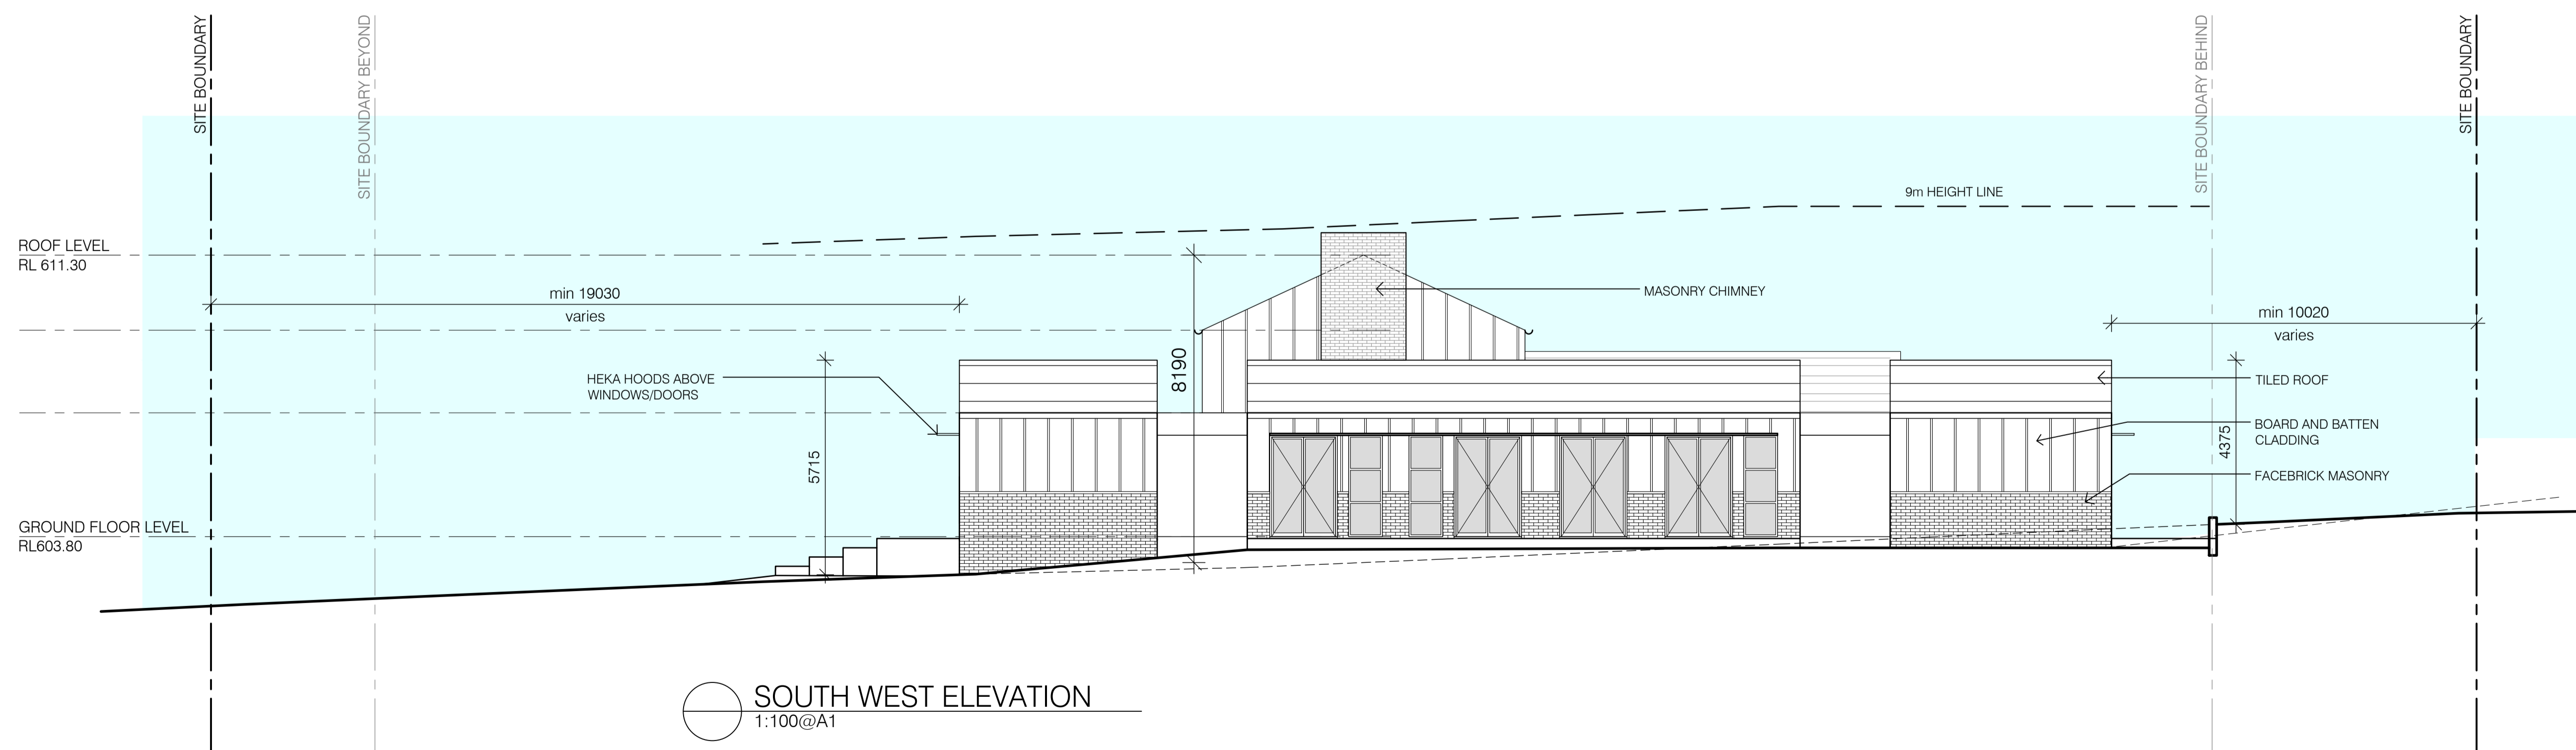 SITE BOUNDARY
SITE BOUNDARY BEYOND
SITE BOUNDARY BEHIND
SITE BOUNDARY
9m HEIGHT LINE
ROOF LEVEL
RL 611.30
min 19030
varies
MASONRY CHIMNEY
min 10020
varies
8190
HEKA HOODS ABOVE
WINDOWS/DOORS
TILED ROOF
5715
4375
BOARD AND BATTEN
CLADDING
FACEBRICK MASONRY
GROUND FLOOR LEVEL
RL603.80
SOUTH WEST ELEVATION
1:100@A1